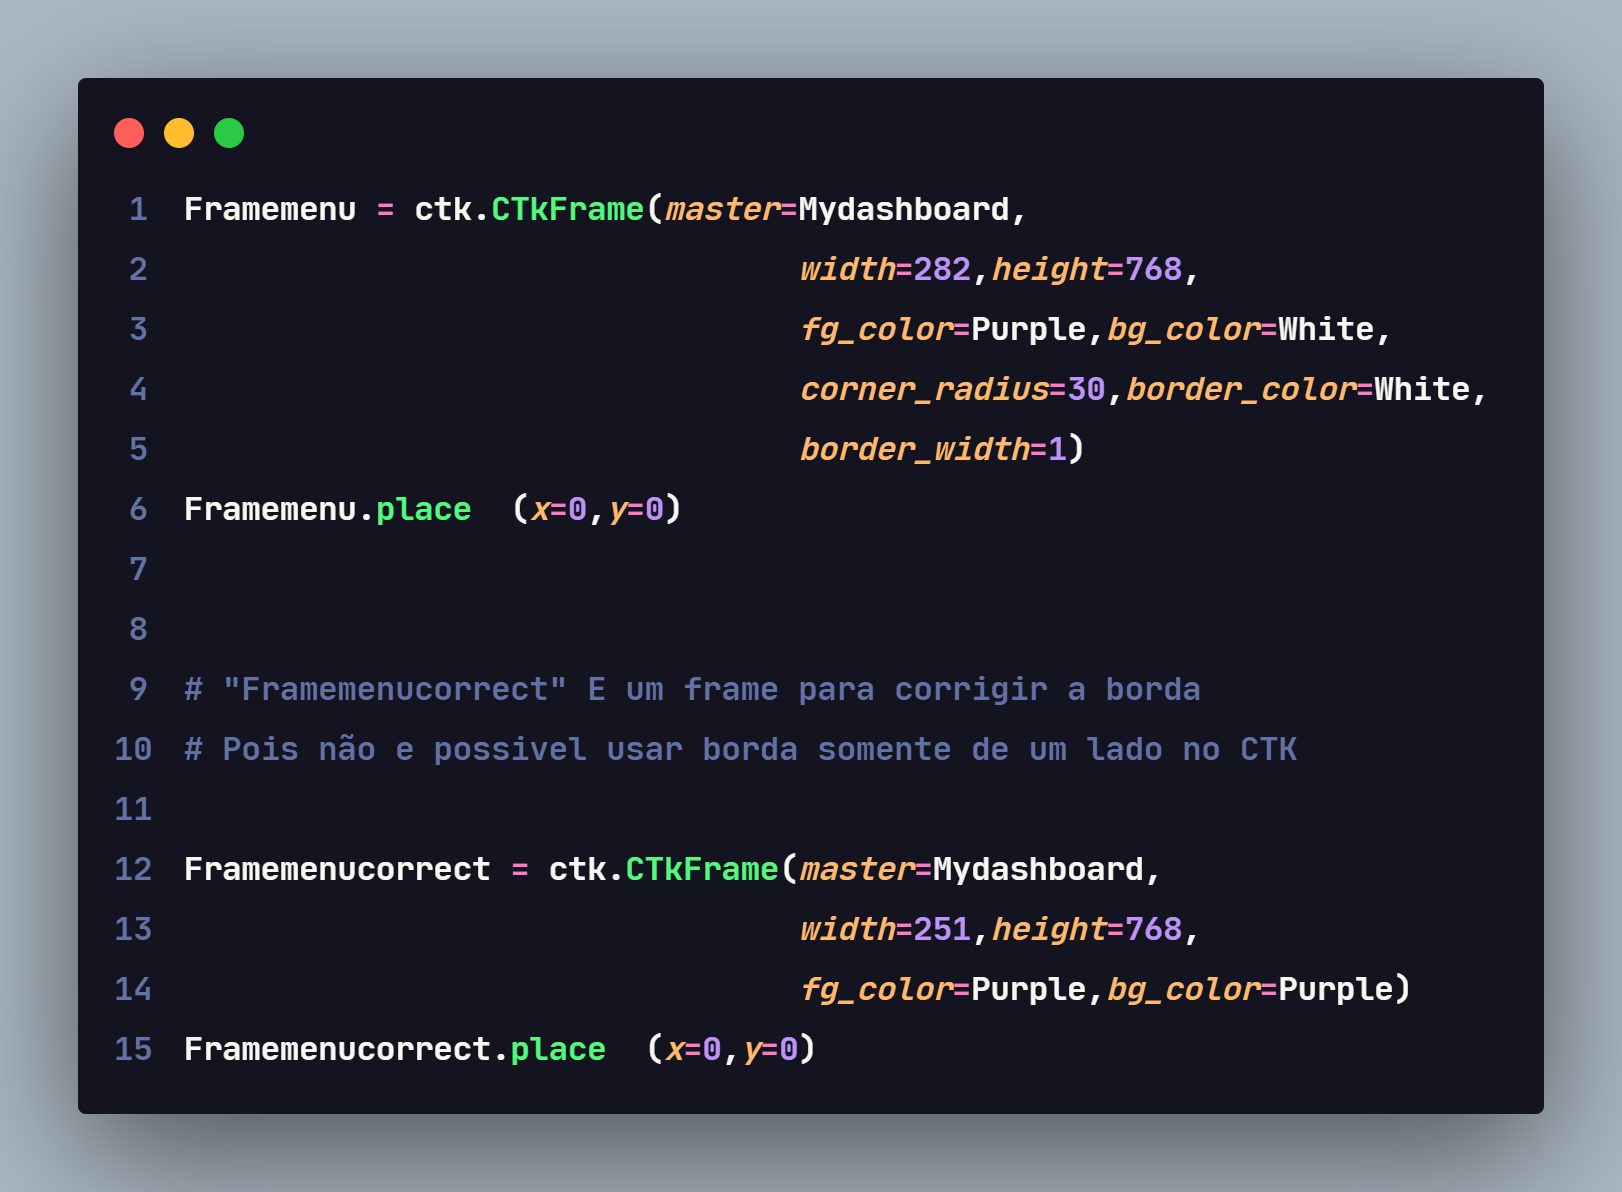 1 Framemenu = ctk.CTkFrame(master=Mydashboard,
2 width=282,height=768,
3 fg_color=Purple,bg_color=White,
4 corner_radius=30,border_color=White,
5 border_width=1)
6 Framemenu.place  (x=0,y=0)
7
8
9 # "Framemenucorrect" E um frame para corrigir a borda
10 # Pois não e possivel usar borda somente de um lado no CTK
11
12 Framemenucorrect = ctk.CTkFrame(master=Mydashboard,
13 width=251,height=768,
14 fg_color=Purple,bg_color=Purple)
15 Framemenucorrect.place  (x=0,y=0)